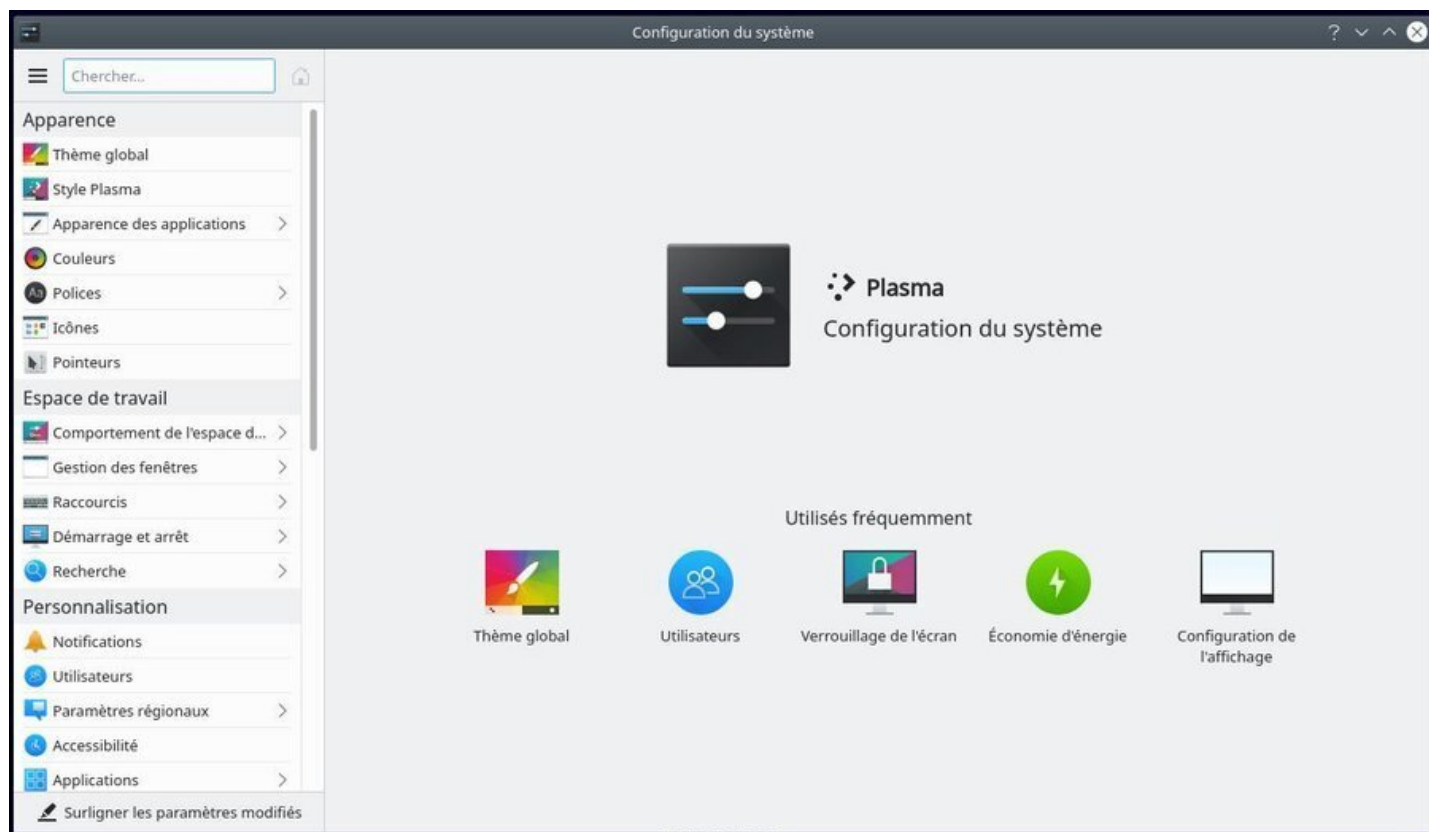 Configuration du système
Chercher...
Apparence
Thème global
Style Plasma
Apparence des applications
Couleurs
Polices
Icônes
Pointeurs
Espace de travail
Comportement de l'espace d...
Gestion des fenêtres
Raccourcis
Démarrage et arrêt
Recherche
Personnalisation
Notifications
Utilisateurs
Paramètres régionaux
Accessibilité
Applications
Surligner les paramètres modifiés
Plasma
Configuration du système
Utilisés fréquemment
Thème global
Utilisateurs
Verrouillage de l'écran
Économie d'énergie
Configuration de
l'affichage